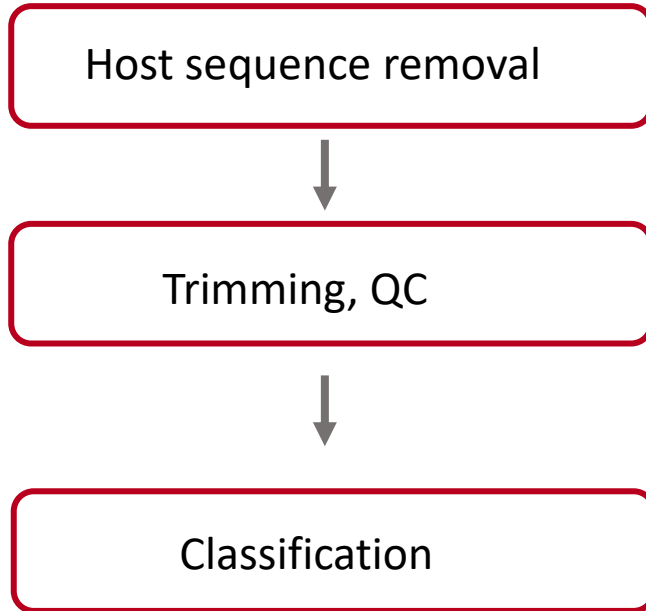 Host sequence removal
Trimming, QC
Classification